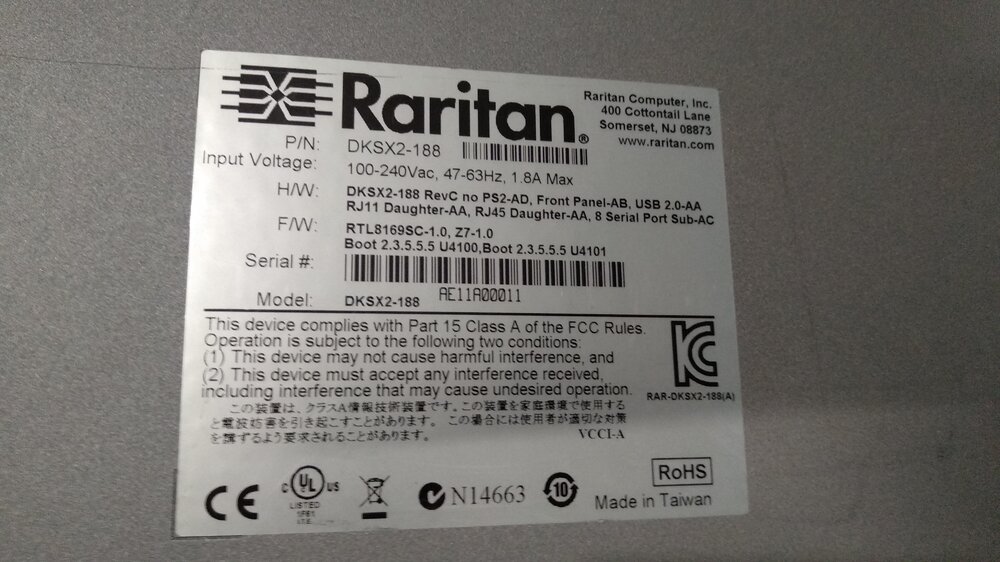 Raritan®
Raritan Computer, Inc.
400 Cottontail Lane
Somerset, NJ 08873
www.raritan.com
P/N: DKSX2-188
Input Voltage: 100-240Vac, 47-63Hz, 1.8A Max
H/W: DKSX2-188 RevC no PS2-AD, Front Panel-AB, USB 2.0-AA
RJ11 Daughter-AA, RJ45 Daughter-AA, 8 Serial Port Sub-AC
F/W: RTL8169SC-1.0, Z7-1.0
Boot 2.3.5.5.5 U4100,Boot 2.3.5.5.5 U4101
Serial #:
AE11A00011
Model: DKSX2-188
This device complies with Part 15 Class A of the FCC Rules.
Operation is subject to the following two conditions:
(1) This device may not cause harmful interference, and
(2) This device must accept any interference received,
including interference that may cause undesired operation.
KC
RAR-DKSX2-188(A)
この装置は、クラスA情報技術装置です。この装置を家庭環境で使用する
と電波妨害を引き起こすことがあります。この場合には使用者が適切な対策
を講ずるよう要求されることがあります。
VCCI-A
CE
c UL US
LISTED
1F61
I.T.E.
N14663
10
RoHS
Made in Taiwan